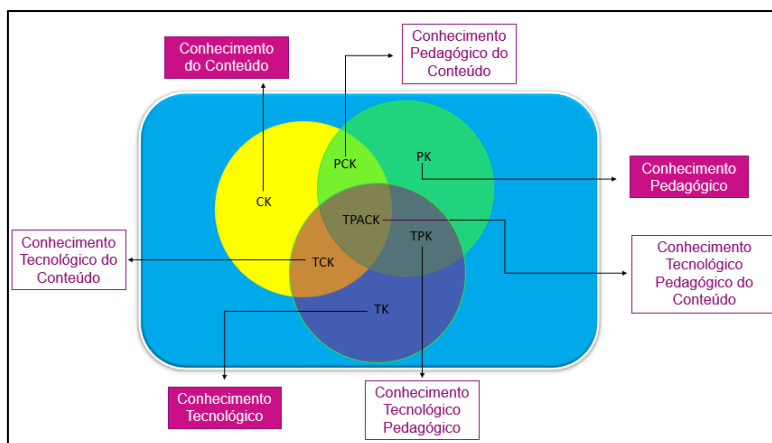 Conhecimento
do Conteúdo
Conhecimento
Pedagógico do
Conteúdo
PCK
PK
Conhecimento
Pedagógico
CK
TPACK
TPK
Conhecimento
Tecnológico do
Conteúdo
TCK
Conhecimento
Tecnológico
Pedagógico
do Conteúdo
TK
Conhecimento
Tecnológico
Conhecimento
Tecnológico
Pedagógico